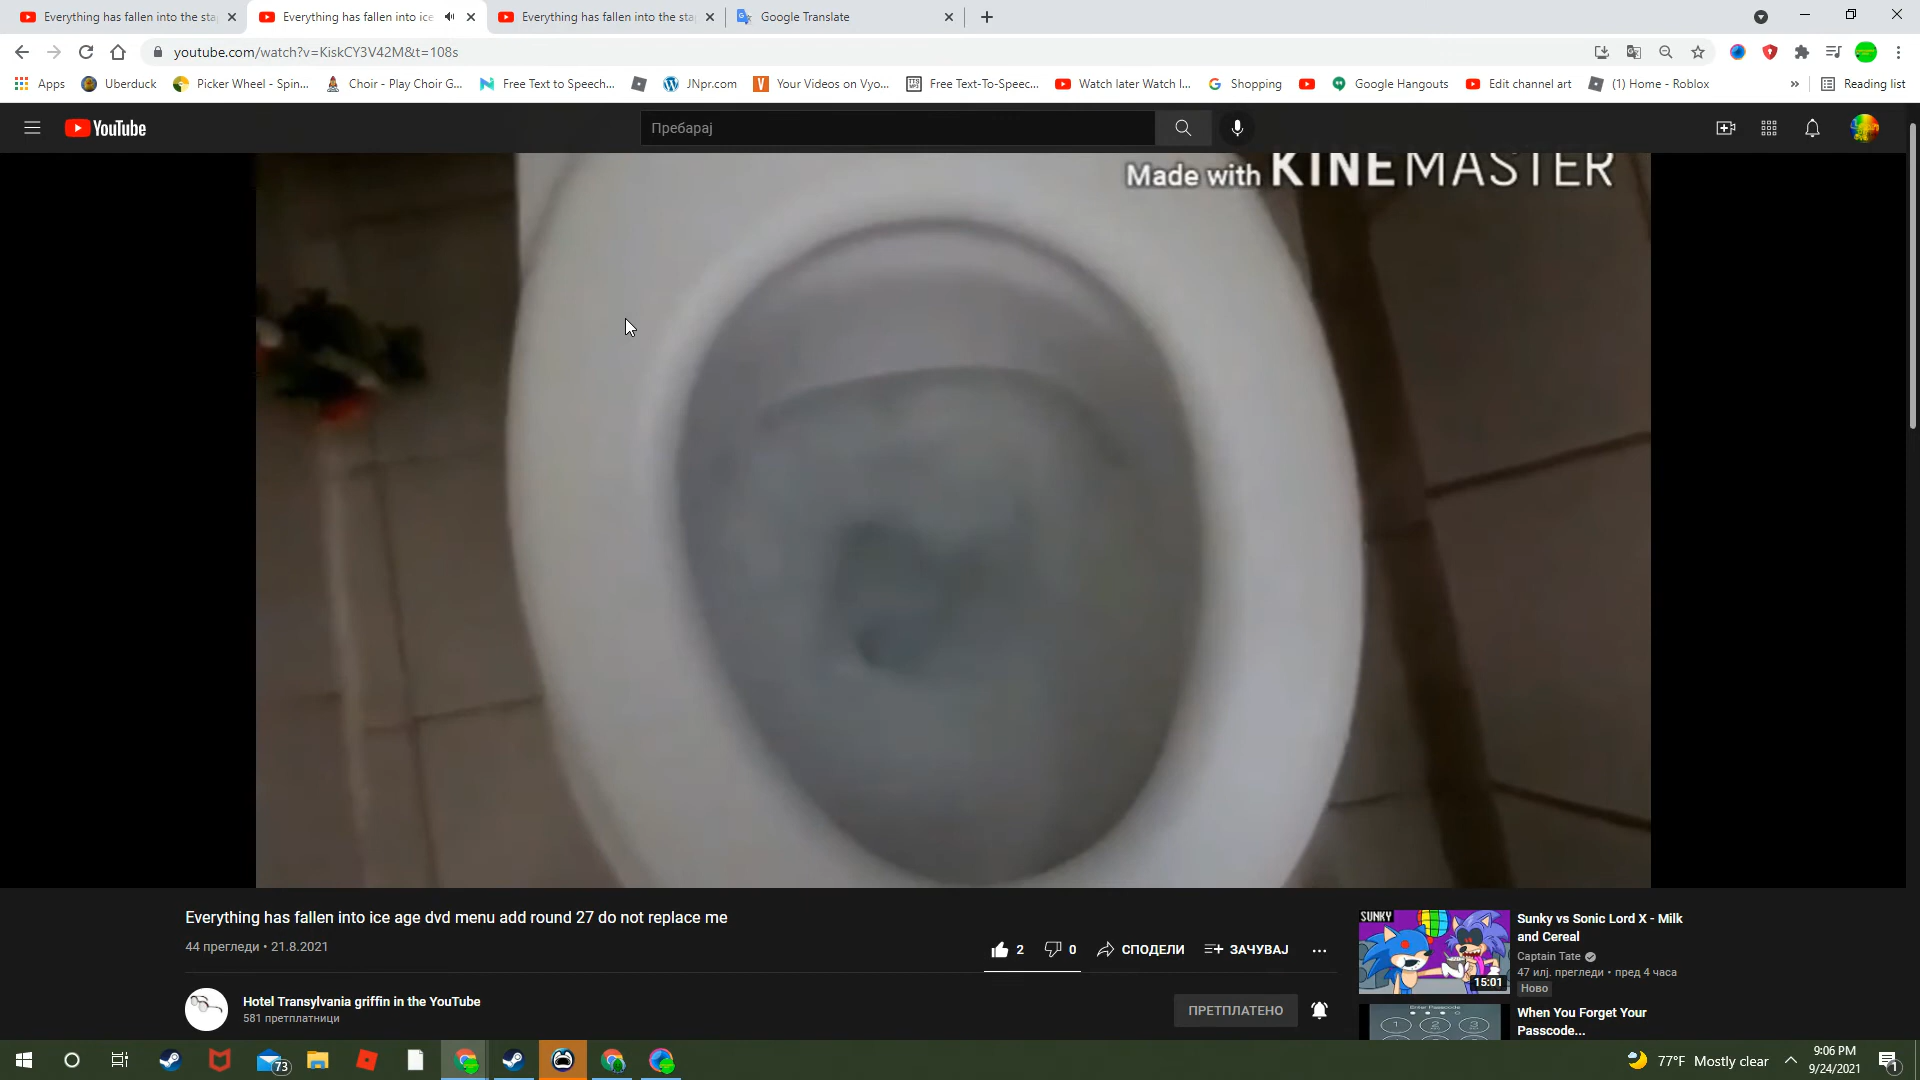 Everything has fallen into the sta
Everything has fallen into ice
Everything has fallen into the sta
Google Translate
youtube.com/watch?v=KiskCY3V42M&t=108s
Apps
Uberduck
Picker Wheel - Spin...
Choir - Play Choir G...
Free Text to Speech...
JNpr.com
Your Videos on Vyo...
Free Text-To-Speec...
Watch later Watch l...
Shopping
Google Hangouts
Edit channel art
(1) Home - Roblox
»
Reading list
YouTube
Пребарај
Made with KINEMASTER
Everything has fallen into ice age dvd menu add round 27 do not replace me
44 прегледи • 21.8.2021
2
0
СПОДЕЛИ
ЗАЧУВАЈ
Hotel Transylvania griffin in the YouTube
581 претплатници
ПРЕТПЛАТЕНО
SUNKY
15:01
Sunky vs Sonic Lord X - Milk
and Cereal
Captain Tate
47 илј. прегледи • пред 4 часа
Ново
Enter Passcode
1 2 3
When You Forget Your
Passcode...
73
77°F Mostly clear
9:06 PM
9/24/2021
1